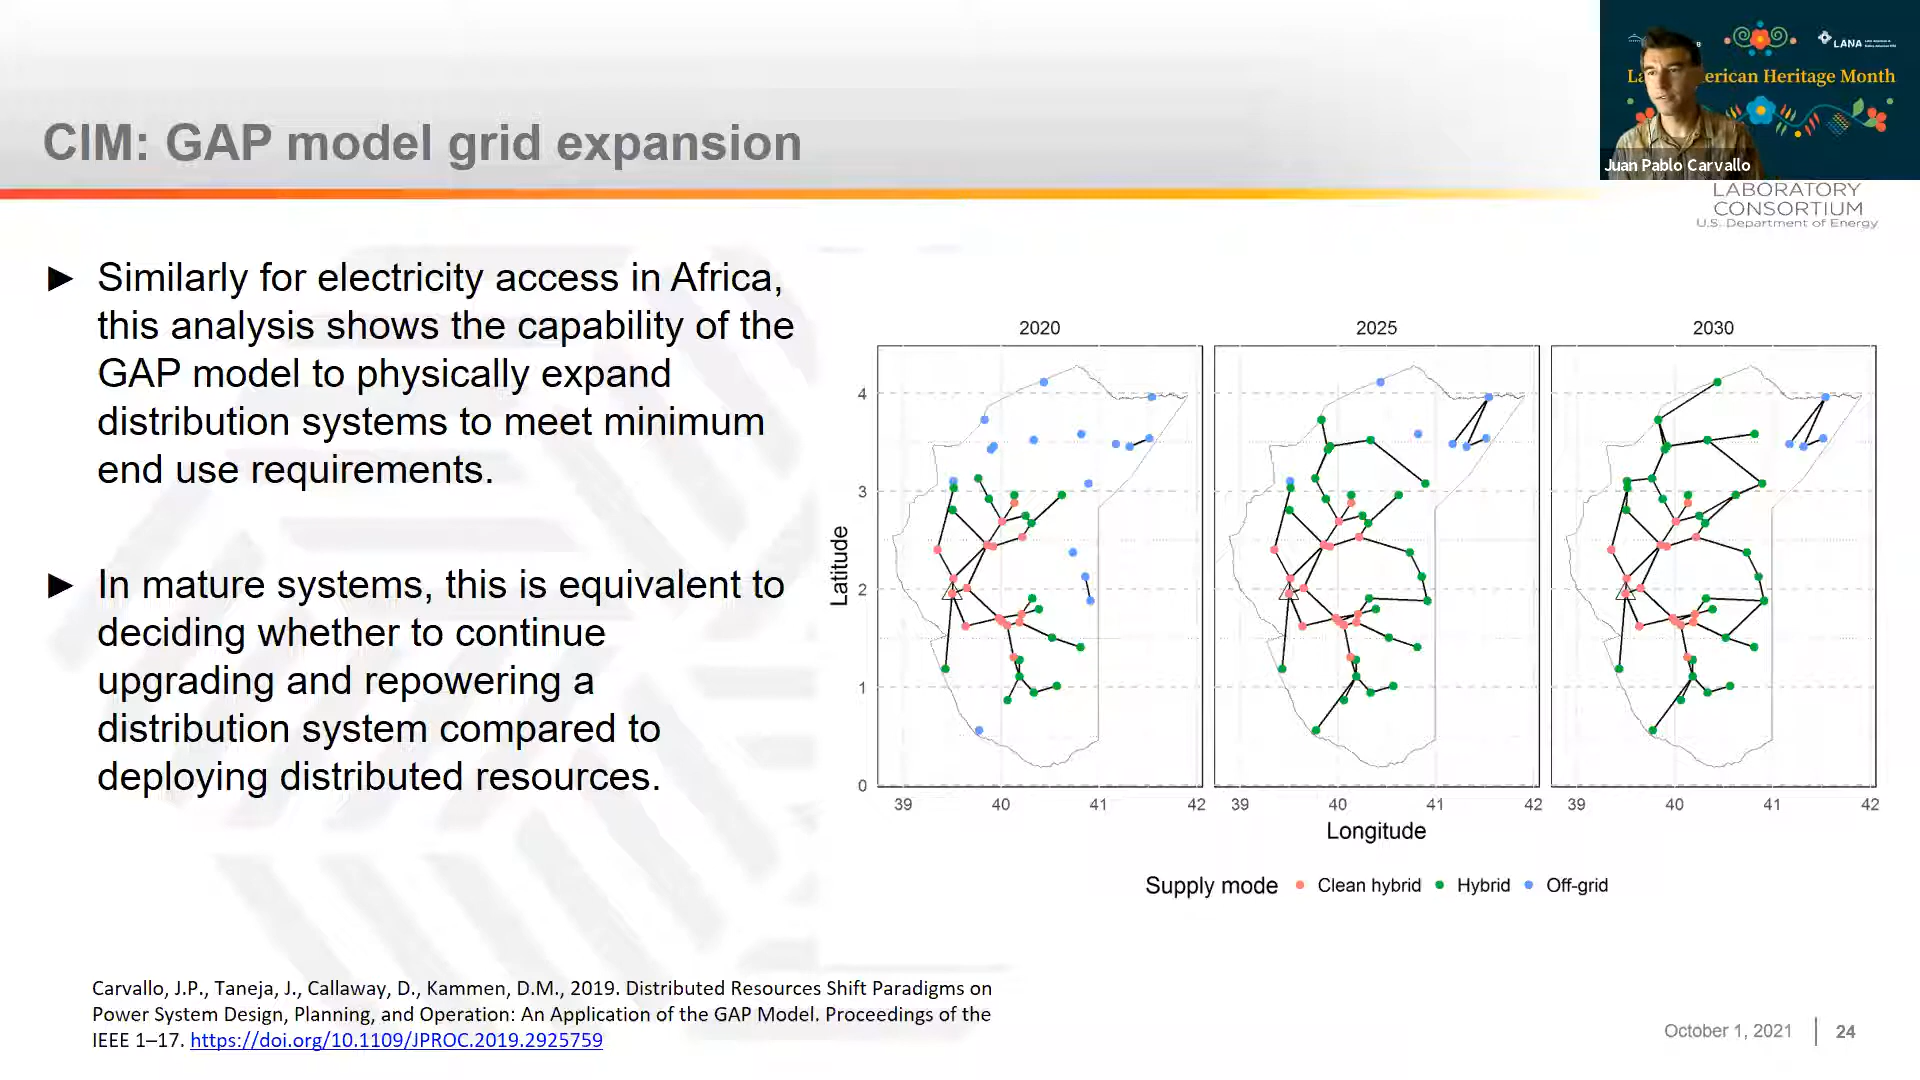 LANA
erican Heritage Month
Juan Pablo Carvallo
CIM: GAP model grid expansion
LABORATORY
CONSORTIUM
U.S. Department of Energy
► Similarly for electricity access in Africa,
this analysis shows the capability of the
GAP model to physically expand
distribution systems to meet minimum
end use requirements.
► In mature systems, this is equivalent to
deciding whether to continue
upgrading and repowering a
distribution system compared to
deploying distributed resources.
2020 2025 2030
Latitude
4
3
2
1
0
39 40 41 42 39 40 41 42 39 40 41 42
Longitude
Supply mode Clean hybrid Hybrid Off-grid
Carvallo, J.P., Taneja, J., Callaway, D., Kammen, D.M., 2019. Distributed Resources Shift Paradigms on
Power System Design, Planning, and Operation: An Application of the GAP Model. Proceedings of the
IEEE 1–17. https://doi.org/10.1109/JPROC.2019.2925759
October 1, 2021 24